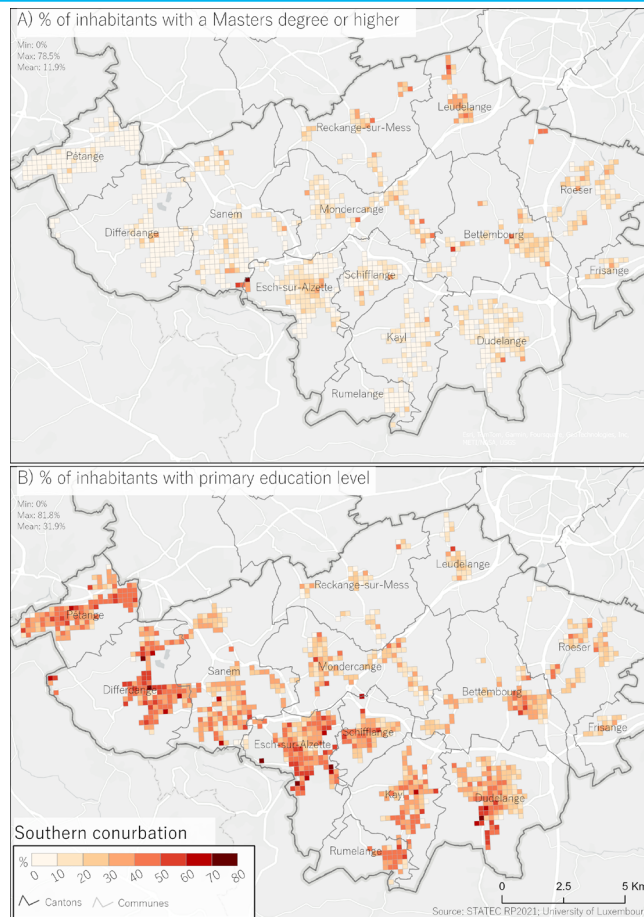 A) % of inhabitants with a Masters degree or higher
Min: 0%
Max: 78.5%
Mean: 11.9%
Leudelange
Reckange-sur-Mess
Pétange
Roeser
Sanem
Mondercange
Differdange
Bettembourg
Schifflange
Frisange
Esch-sur-Alzette
Kayl
Dudelange
Rumelange
B) % of inhabitants with primary education level
Min: 0%
Max: 81.8%
Mean: 31.9%
Leudelange
Reckange-sur-Mess
Pétange
Roeser
Sanem
Mondercange
Differdange
Bettembourg
Frisange
Schifflange
Esch-sur-Alzette
Kayl
Dudelange
Southern conurbation
Rumelange
%
0 10 20 30 40 50 60 70 80
Cantons Communes
0 2.5 5 Km
Source: STATEC RP2021; University of Luxembour